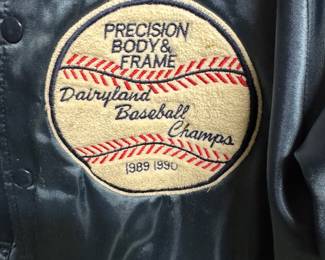 PRECISION
BODY &
FRAME
Dairyland
Baseball
Champs
1989 1990